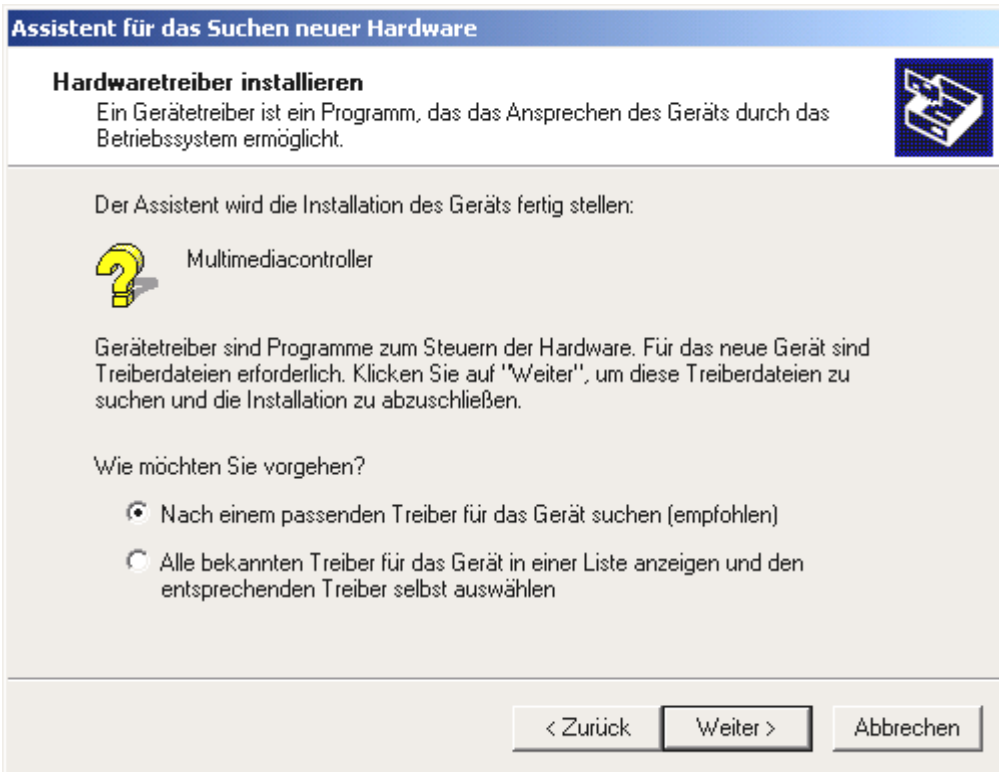 Assistent für das Suchen neuer Hardware
Hardwaretreiber installieren
Ein Gerätetreiber ist ein Programm, das das Ansprechen des Geräts durch das
Betriebssystem ermöglicht.
Der Assistent wird die Installation des Geräts fertig stellen:
Multimediacontroller
Gerätetreiber sind Programme zum Steuern der Hardware. Für das neue Gerät sind
Treiberdateien erforderlich. Klicken Sie auf "Weiter", um diese Treiberdateien zu
suchen und die Installation zu abzuschließen.
Wie möchten Sie vorgehen?
Nach einem passenden Treiber für das Gerät suchen (empfohlen)
Alle bekannten Treiber für das Gerät in einer Liste anzeigen und den
entsprechenden Treiber selbst auswählen
< Zurück Weiter > Abbrechen